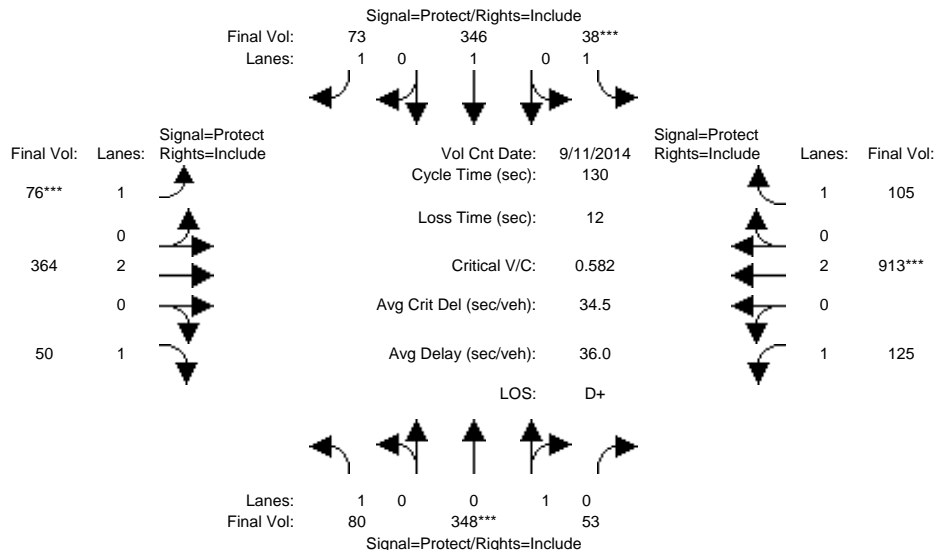 Signal=Protect/Rights=Include
Final Vol: 73 346 38***
Lanes: 1 0 1 0 1
Signal=Protect
Final Vol: Lanes: Rights=Include
Vol Cnt Date: 9/11/2014
Signal=Protect
Rights=Include Lanes: Final Vol:
Cycle Time (sec): 130
76*** 1
1 105
Loss Time (sec): 12
0
0
364 2
Critical V/C: 0.582
2 913***
0
Avg Crit Del (sec/veh): 34.5
0
50 1
Avg Delay (sec/veh): 36.0
1 125
LOS: D+
Lanes: 1 0 0 1 0
Final Vol: 80 348*** 53
Signal=Protect/Rights=Include